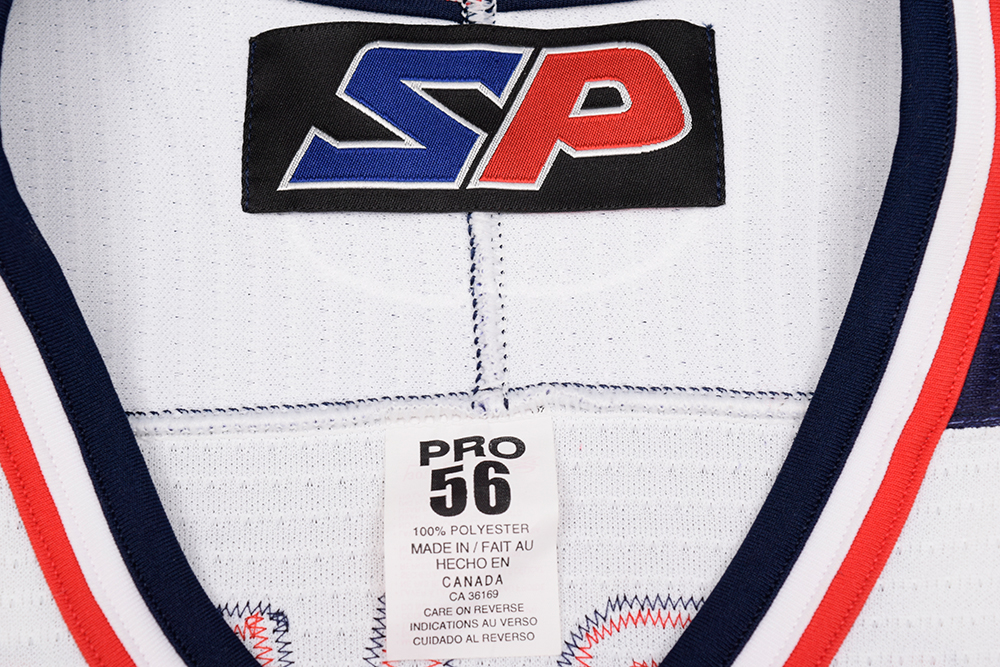 SP
PRO
56
100% POLYESTER
MADE IN / FAIT AU
HECHO EN
CANADA
CA 36169
CARE ON REVERSE
INDICATIONS AU VERSO
CUIDADO AL REVERSO